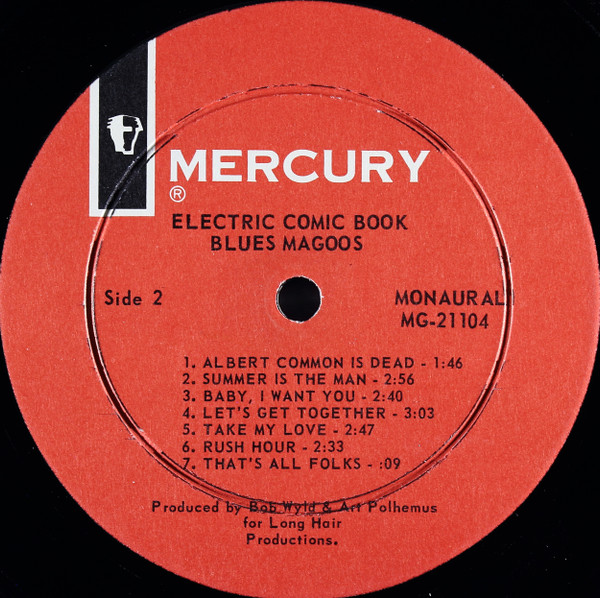 MERCURY
®
ELECTRIC COMIC BOOK
BLUES MAGOOS
Side 2
MONAURAL
MG-21104
1. ALBERT COMMON IS DEAD - 1:46
2. SUMMER IS THE MAN - 2:56
3. BABY, I WANT YOU - 2:40
4. LET'S GET TOGETHER - 3:03
5. TAKE MY LOVE - 2:47
6. RUSH HOUR - 2:33
7. THAT'S ALL FOLKS - :09
Produced by Bob Wyld & Art Polhemus
for Long Hair
Productions.